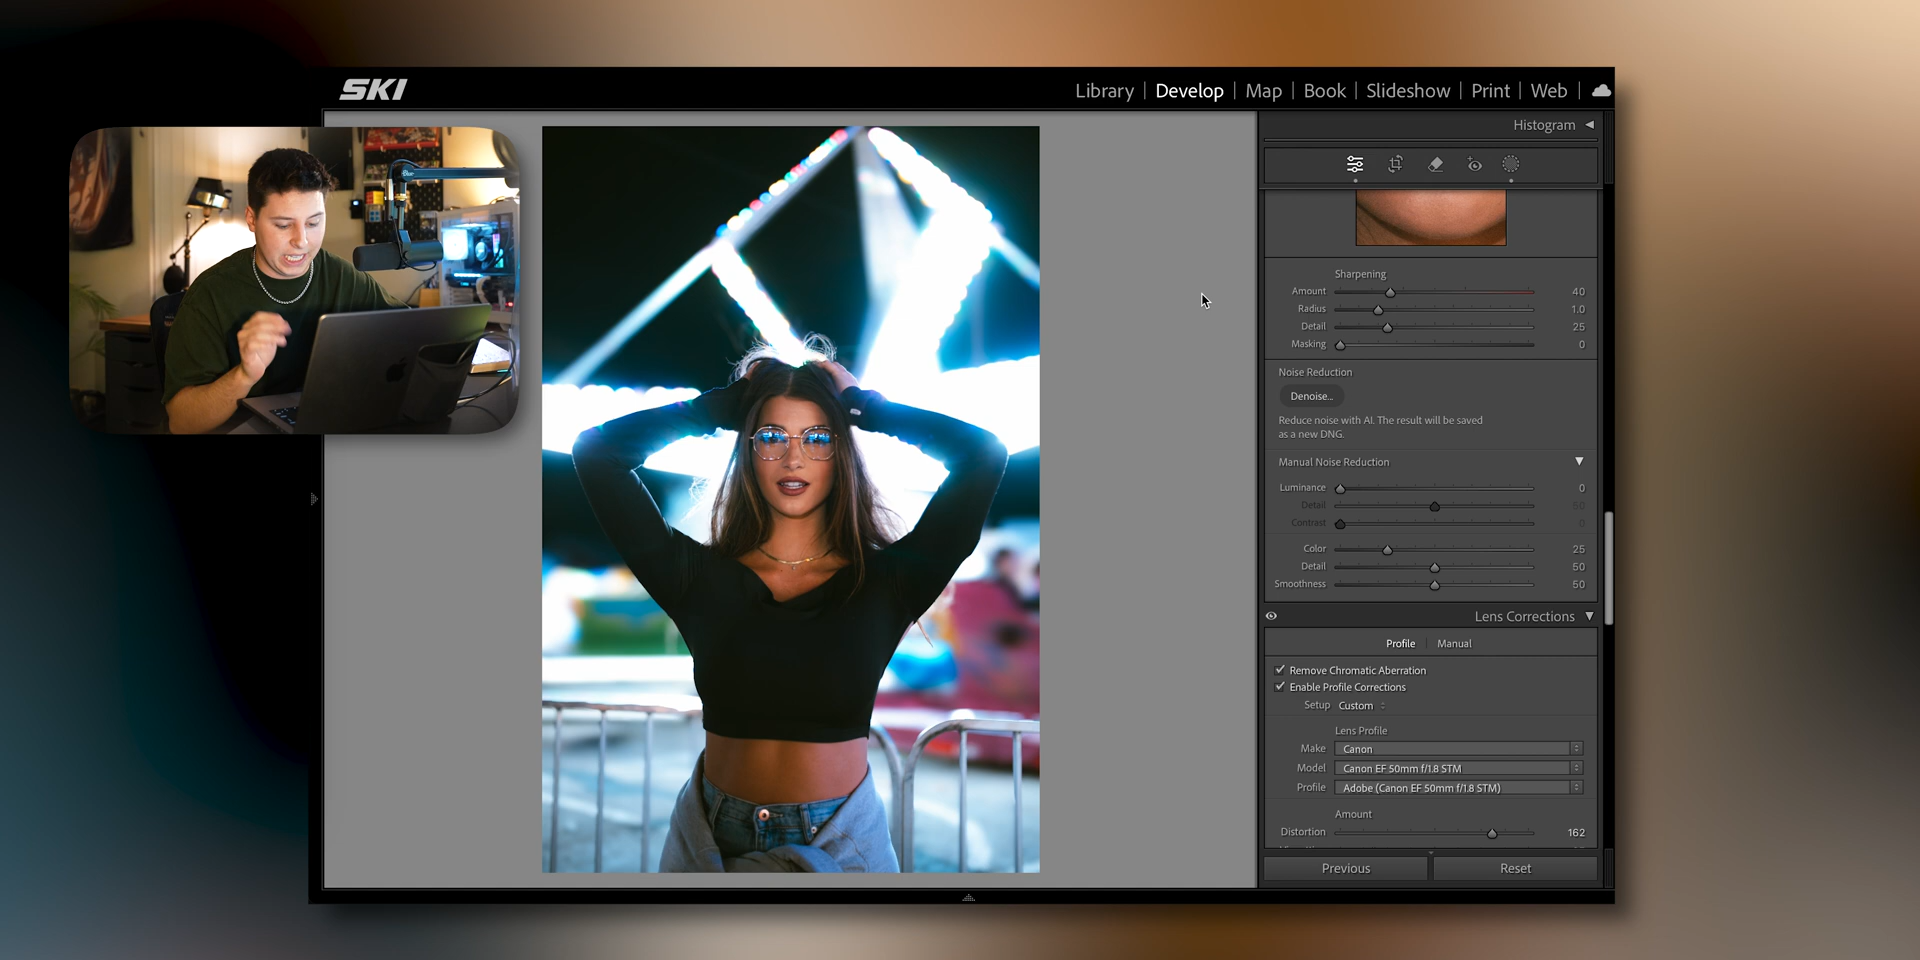 SKI
Library | Develop | Map | Book | Slideshow | Print | Web |
Histogram
Sharpening
Amount 40
Radius 1.0
Detail 25
Masking 0
Noise Reduction
Denoise...
Reduce noise with AI. The result will be saved
as a new DNG.
Manual Noise Reduction
Luminance 0
Detail 50
Contrast 0
Color 25
Detail 50
Smoothness 50
Lens Corrections
Profile | Manual
Remove Chromatic Aberration
Enable Profile Corrections
Setup Custom
Lens Profile
Make Canon
Model Canon EF 50mm f/1.8 STM
Profile Adobe (Canon EF 50mm f/1.8 STM)
Amount
Distortion 162
Previous
Reset